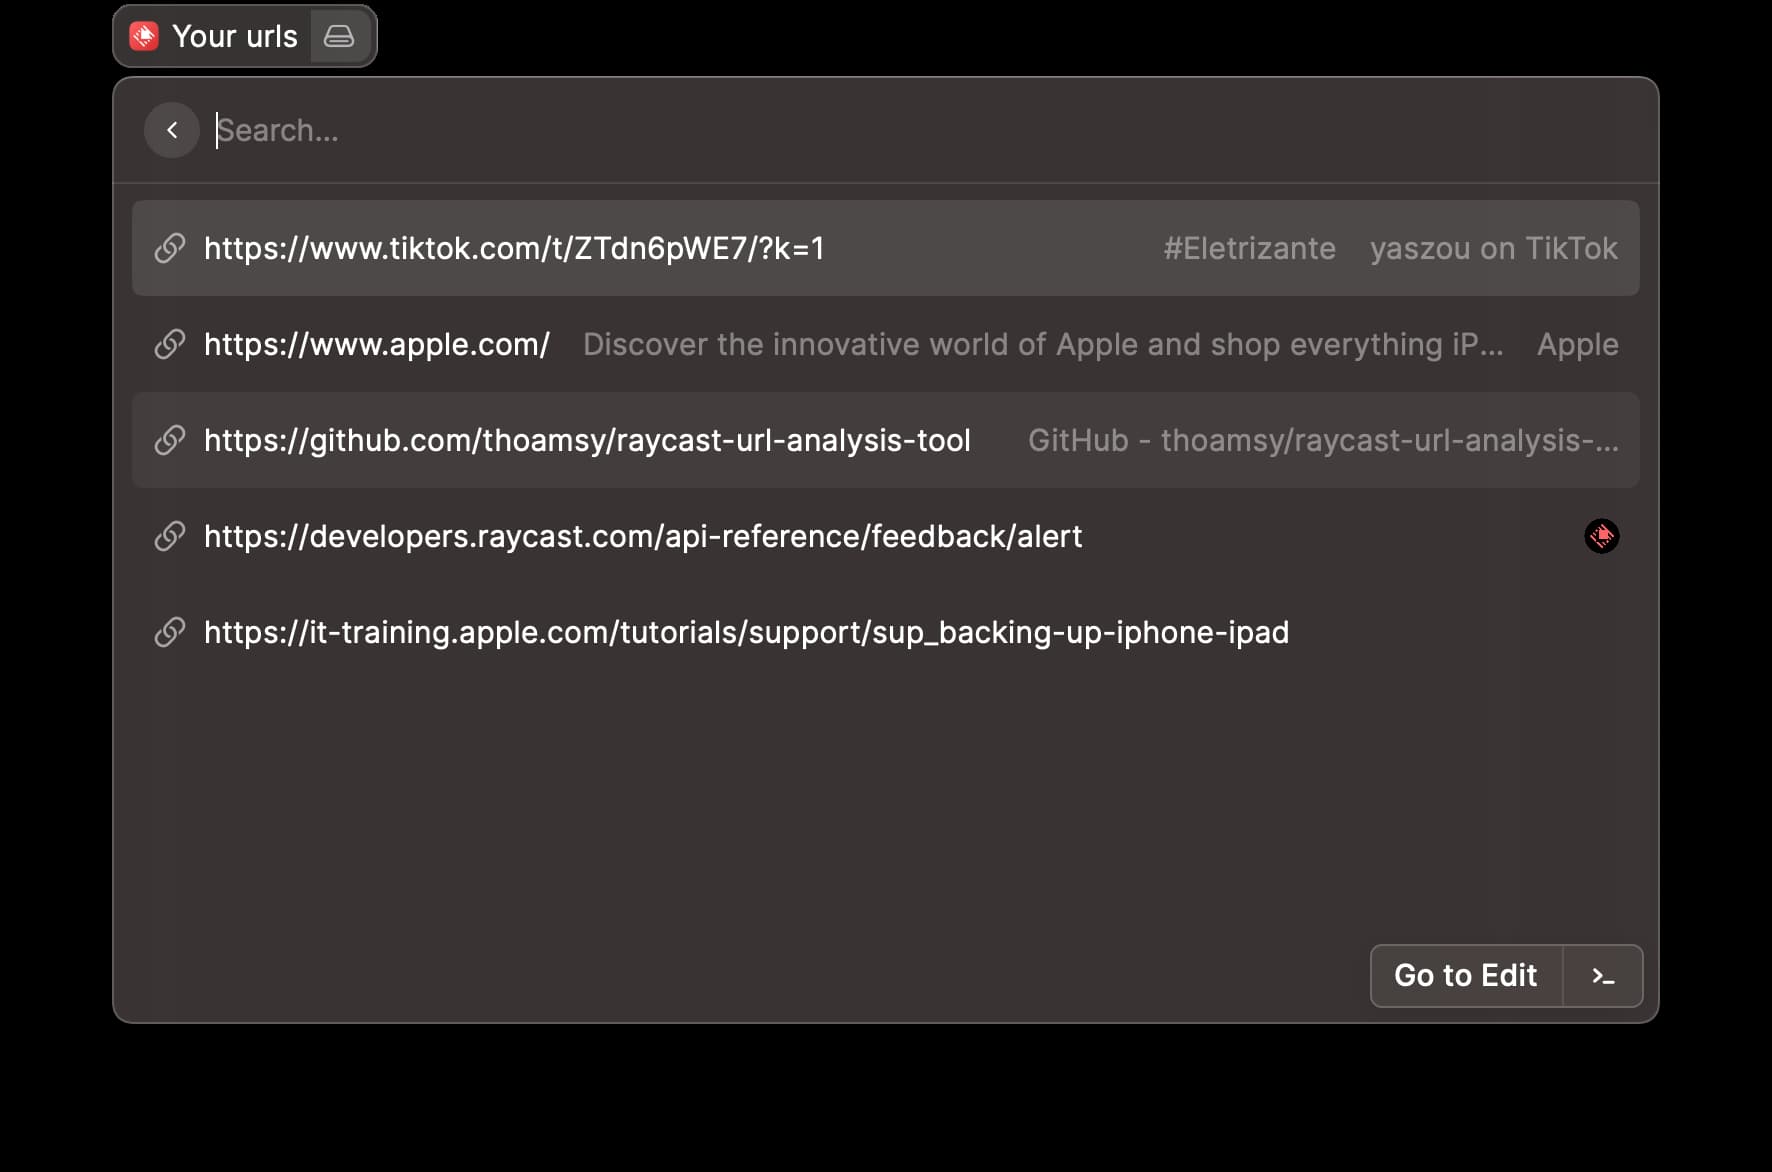 Your urls
Search...
https://www.tiktok.com/t/ZTdn6pWE7/?k=1 #Eletrizante yaszou on TikTok
https://www.apple.com/ Discover the innovative world of Apple and shop everything iP... Apple
https://github.com/thoamsy/raycast-url-analysis-tool GitHub - thoamsy/raycast-url-analysis-...
https://developers.raycast.com/api-reference/feedback/alert
https://it-training.apple.com/tutorials/support/sup_backing-up-iphone-ipad
Go to Edit